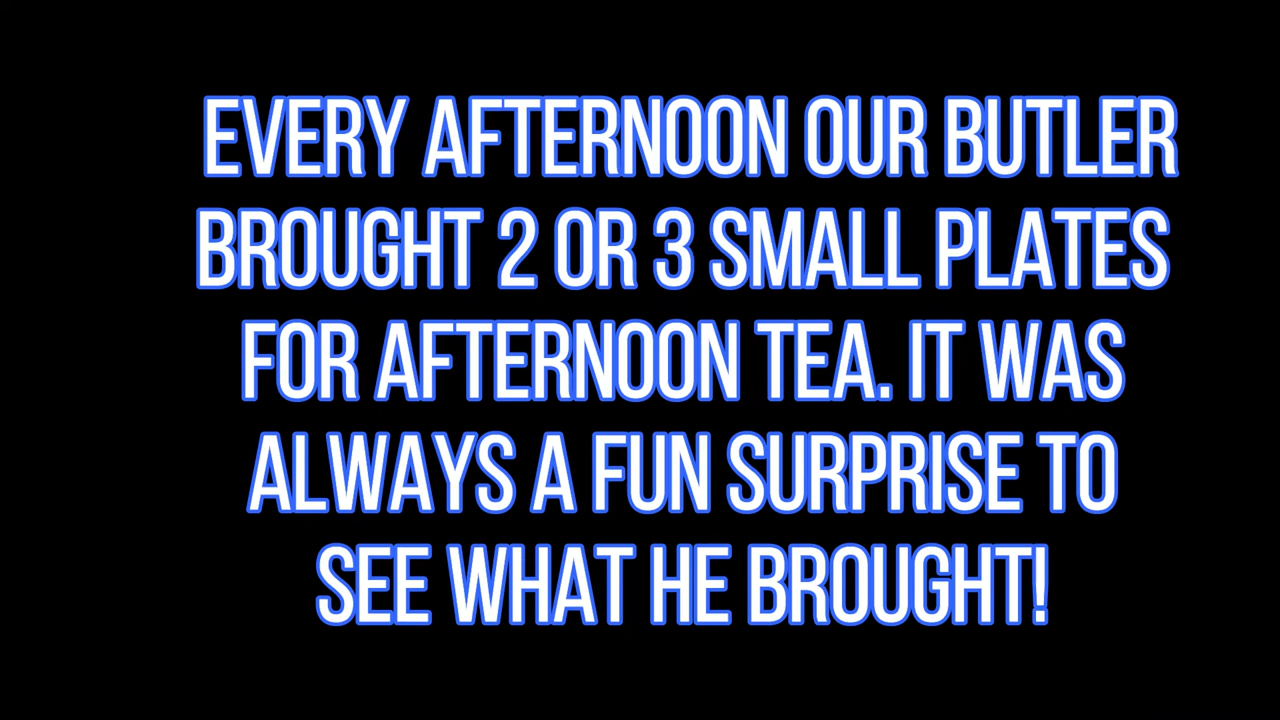 EVERY AFTERNOON OUR BUTLER
BROUGHT 2 OR 3 SMALL PLATES
FOR AFTERNOON TEA. IT WAS
ALWAYS A FUN SURPRISE TO
SEE WHAT HE BROUGHT!